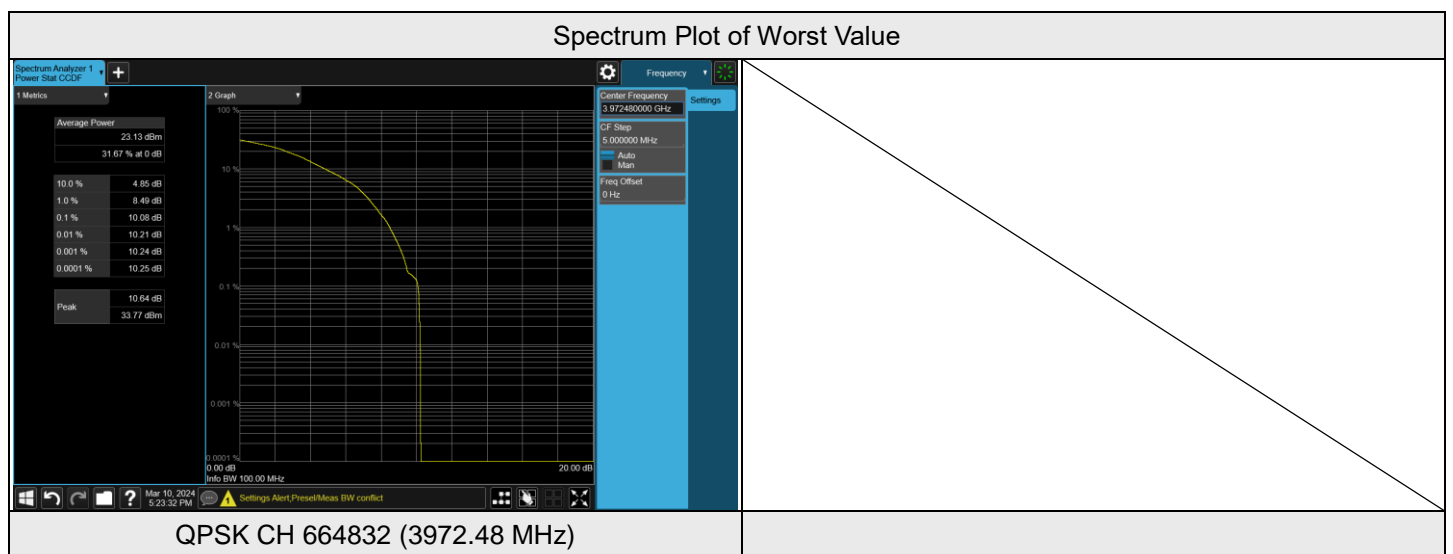 Spectrum Plot of Worst Value
Spectrum Analyzer 1
Power Stat CCDF
Frequency
1 Metrics
Average Power
23.13 dBm
31.67 % at 0 dB
10.0 % 4.85 dB
1.0 % 8.49 dB
0.1 % 10.08 dB
0.01 % 10.21 dB
0.001 % 10.24 dB
0.0001 % 10.25 dB
Peak
10.64 dB
33.77 dBm
2 Graph
100 %
10 %
1 %
0.1 %
0.01 %
0.001 %
0.0001 %
0.00 dB 20.00 dB
Info BW 100.00 MHz
Center Frequency
3.972480000 GHz
CF Step
5.000000 MHz
Auto
Man
Freq Offset
0 Hz
Settings
?
Mar 10, 2024
5:23:32 PM
1
Settings Alert;Presel/Meas BW conflict
QPSK CH 664832 (3972.48 MHz)